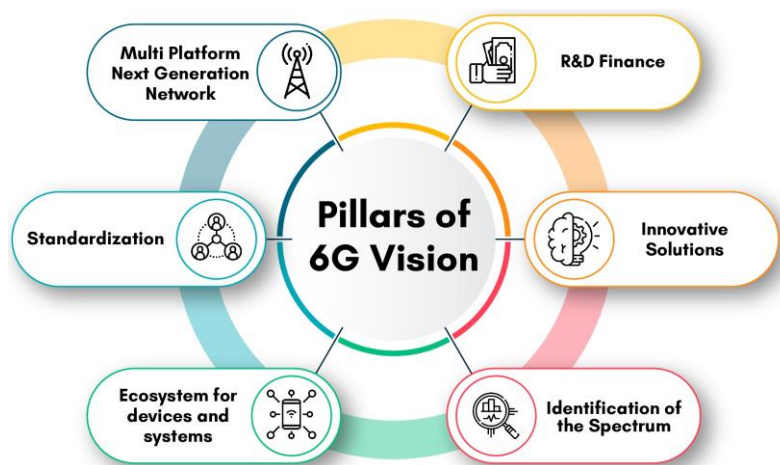 Pillars of
6G Vision
Multi Platform
Next Generation
Network
R&D Finance
Standardization
Innovative
Solutions
Ecosystem for
devices and
systems
Identification of
the Spectrum